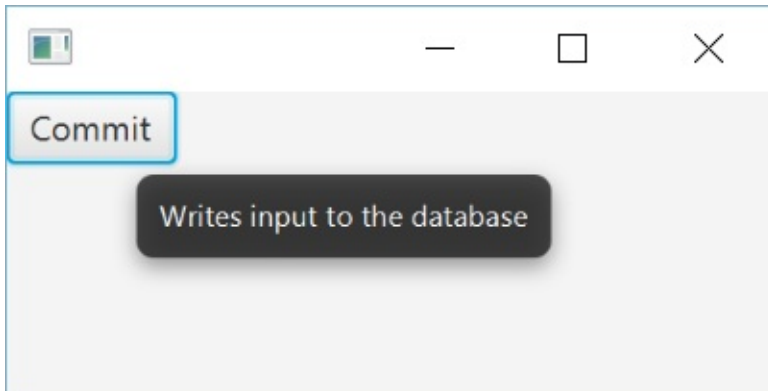 Commit
Writes input to the database